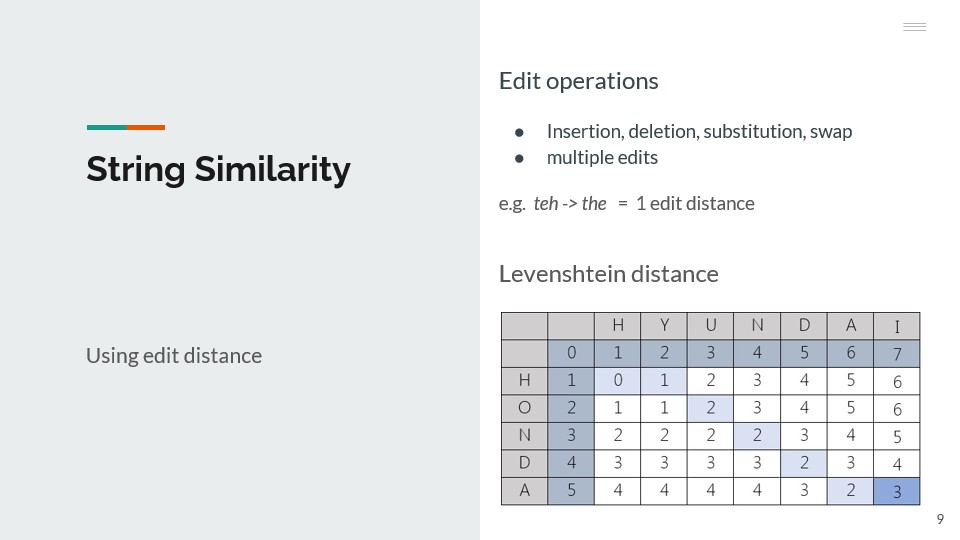 String Similarity
Using edit distance
Edit operations
● Insertion, deletion, substitution, swap
● multiple edits
e.g. teh -> the = 1 edit distance
Levenshtein distance
H Y U N D A I
0 1 2 3 4 5 6 7
H 1 0 1 2 3 4 5 6
O 2 1 1 2 3 4 5 6
N 3 2 2 2 2 3 4 5
D 4 3 3 3 3 2 3 4
A 5 4 4 4 4 3 2 3
9